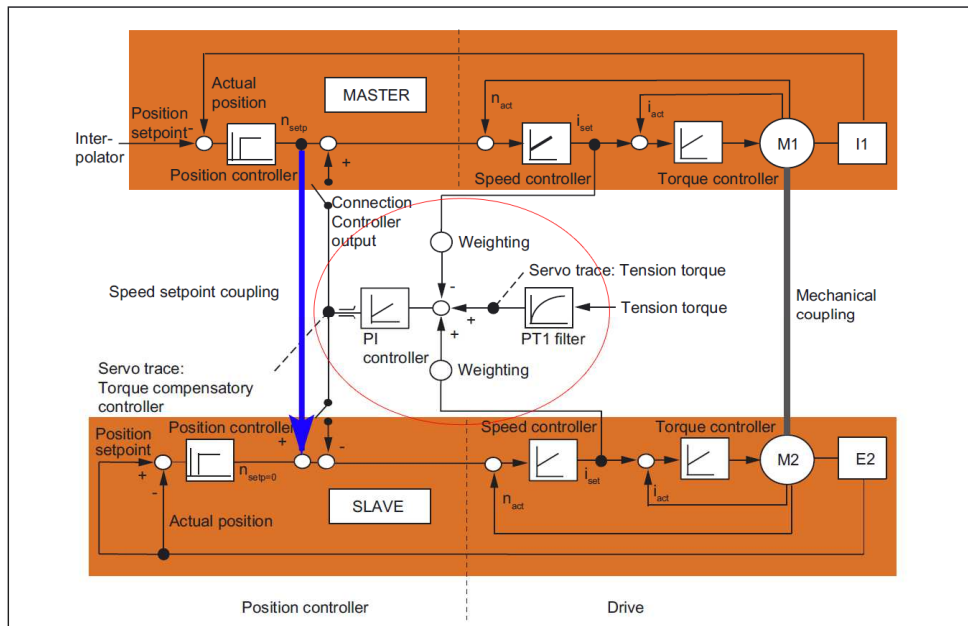 Actual
position
MASTER
n_act
i_act
Position
setpoint
-
n_setp
i_set
Inter-
polator
M1
I1
+
Position controller
Speed controller
Torque controller
Connection
Controller
output
Weighting
-
Servo trace: Tension torque
Speed setpoint coupling
+
Tension torque
Mechanical
coupling
PI
controller
+
PT1 filter
Servo trace:
Torque compensatory
controller
Weighting
Position controller
Speed controller
Torque controller
Position
setpoint
+
-
+
-
n_setp=0
i_set
M2
E2
n_act
i_act
Actual position
SLAVE
Position controller
Drive